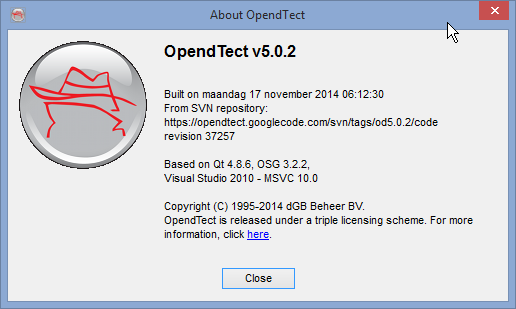 About OpendTect
OpendTect v5.0.2
Built on maandag 17 november 2014 06:12:30
From SVN repository:
https://opendtect.googlecode.com/svn/tags/od5.0.2/code
revision 37257
Based on Qt 4.8.6, OSG 3.2.2,
Visual Studio 2010 - MSVC 10.0
Copyright (C) 1995-2014 dGB Beheer BV.
OpendTect is released under a triple licensing scheme. For more
information, click here.
Close